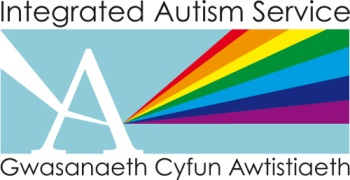 Integrated Autism Service
A
Gwasanaeth Cyfun Awtistiaeth